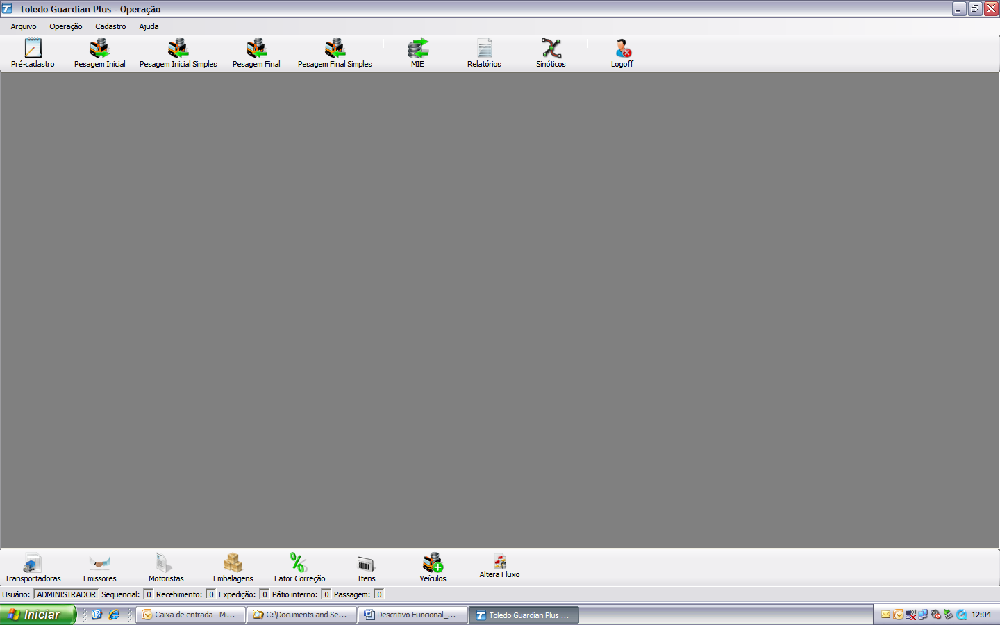 Toledo Guardian Plus - Operação
Arquivo Operação Cadastro Ajuda
Pré-cadastro Pesagem Inicial Pesagem Inicial Simples Pesagem Final Pesagem Final Simples MIE Relatórios Sinóticos Logoff
Transportadoras Emissores Motoristas Embalagens Fator Correção Itens Veículos Altera Fluxo
Usuário: ADMINISTRADOR Seqüencial: 0 Recebimento: 0 Expedição: 0 Pátio interno: 0 Passagem: 0
Iniciar Caixa de entrada - Mi... C:\Documents and Se... Descritivo Funcional_... Toledo Guardian Plus ... 12:04